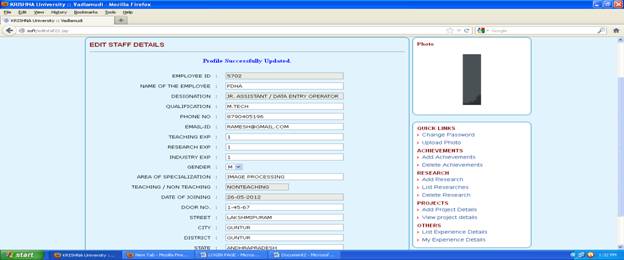 KRISHNA University :: Vadlamudi - Mozilla Firefox
File Edit View History Bookmarks Tools Help
KRISHNA University :: Vadlamudi
Google
EDIT STAFF DETAILS
Profile Successfully Updated.
EMPLOYEE ID : 5702
NAME OF THE EMPLOYEE : FDHA
DESIGNATION : JR. ASSISTANT / DATA ENTRY OPERATOR
QUALIFICATION : M.TECH
PHONE NO : 8790405196
EMAIL-ID : RAMESH@GMAIL.COM
TEACHING EXP : 1
RESEARCH EXP : 1
INDUSTRY EXP : 1
GENDER : M
AREA OF SPECIALIZATION : IMAGE PROCESSING
TEACHING / NON TEACHING : NONTEACHING
DATE OF JOINING : 26-05-2012
DOOR NO. : 1-45-67
STREET : LAKSHMIPURAM
CITY : GUNTUR
DISTRICT : GUNTUR
STATE : ANDHRAPRADESH
Photo
QUICK LINKS
Change Password
Upload Photo
ACHIEVEMENTS
Add Achievements
Delete Achievements
RESEARCH
Add Research
List Researches
Delete Research
PROJECTS
Add Project Details
View project details
OTHERS
List Experience Details
My Experience Details
start
KRISHNA University :: ...
New Tab - Mozilla Fire...
LOGIN PAGE - Micros...
Document2 - Microsof...
1:32 PM